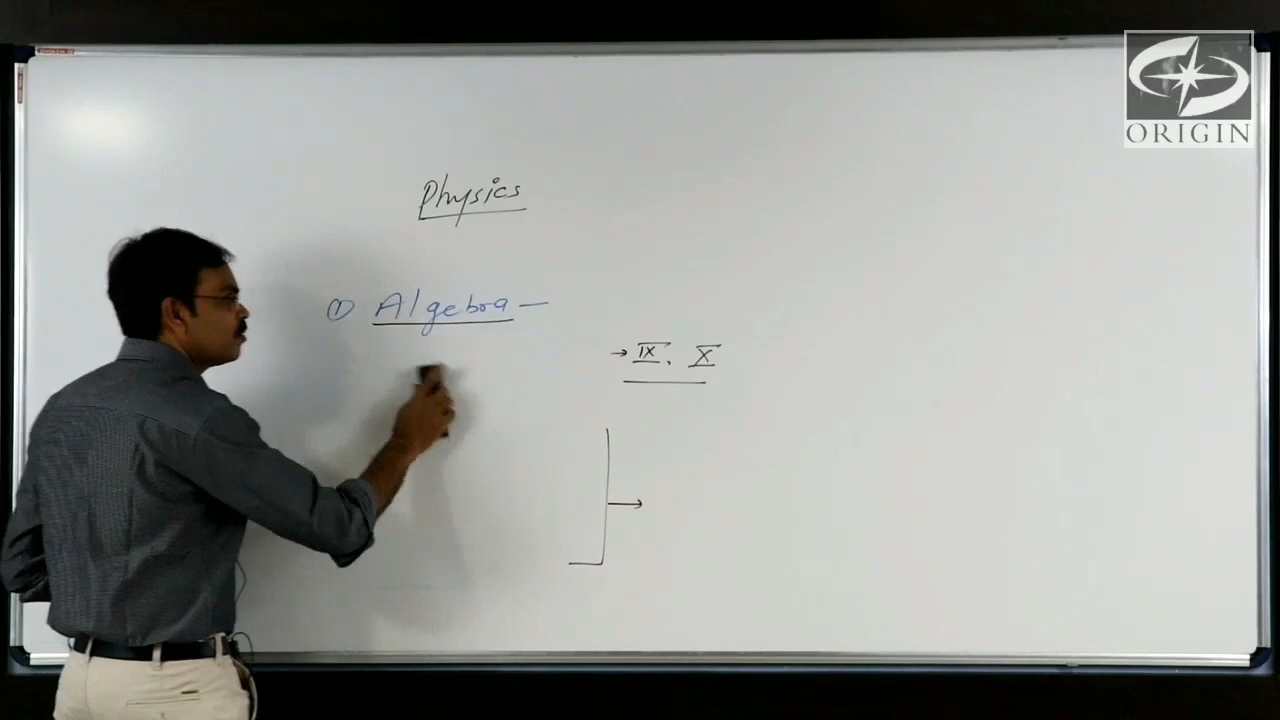 ORIGIN
Physics
① Algebra —
→ IX, X